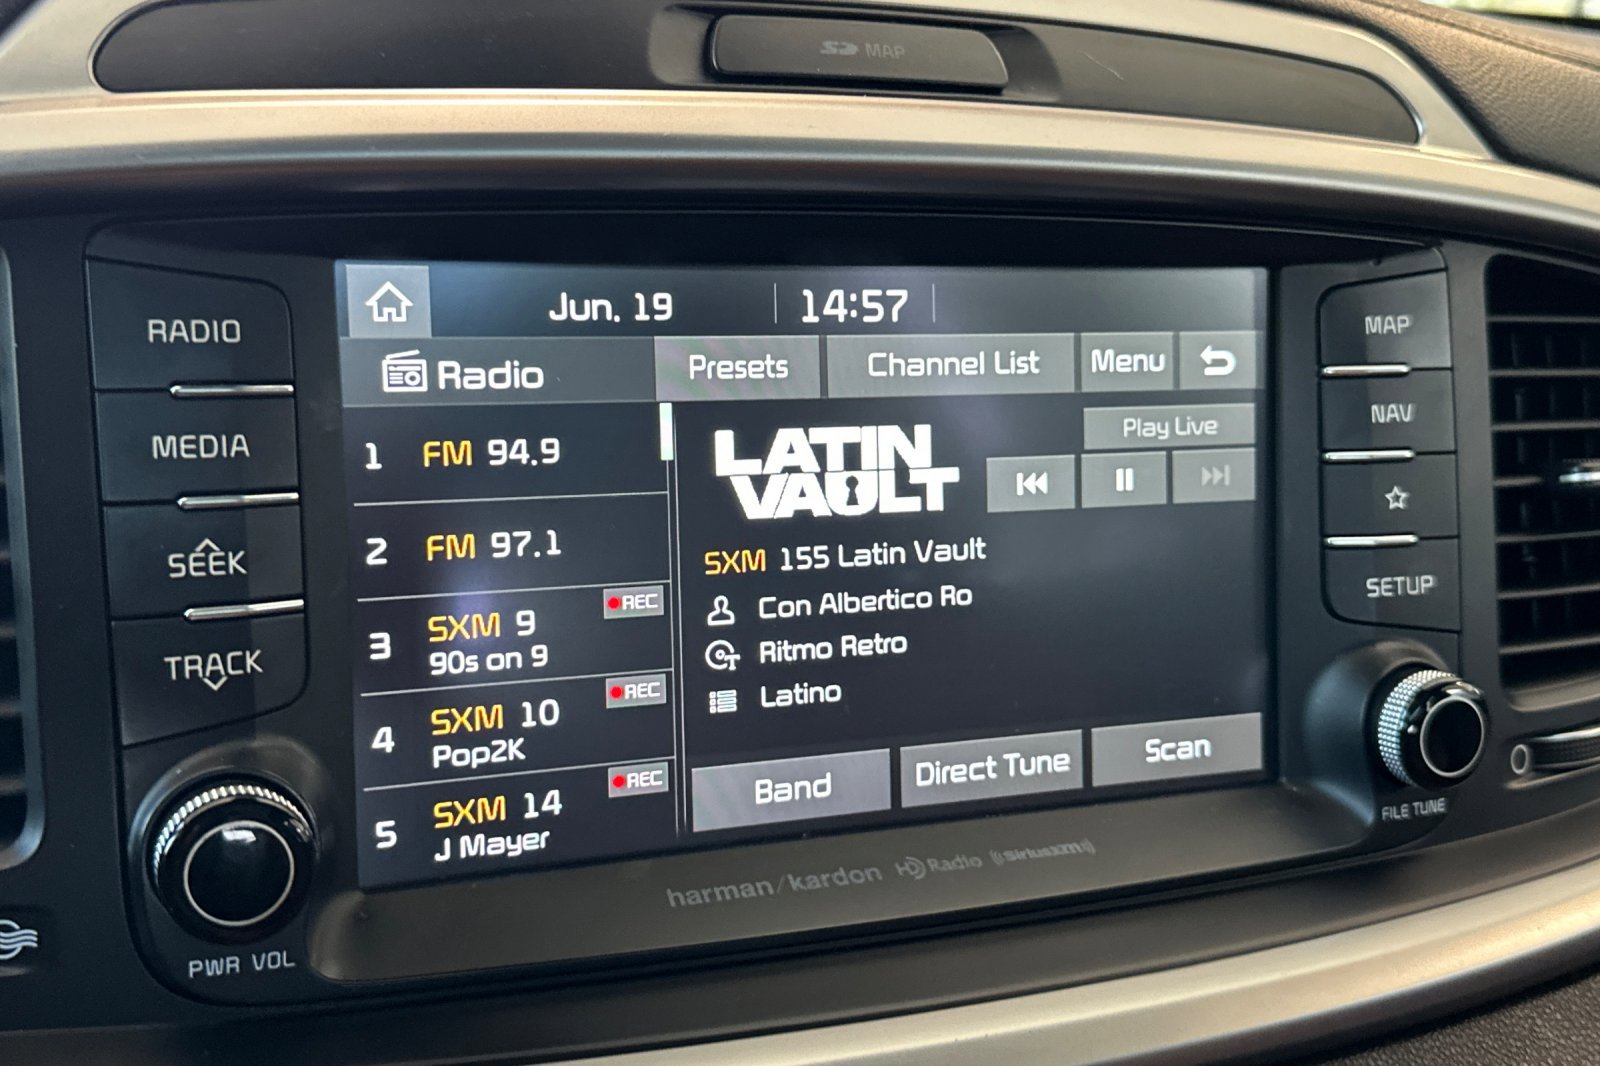 SD MAP
RADIO
MEDIA
SEEK
TRACK
PWR VOL
Jun. 19 14:57
Radio Presets Channel List Menu
1 FM 94.9
2 FM 97.1
3 SXM 9 REC
90s on 9
4 SXM 10 REC
Pop2K
5 SXM 14 REC
J Mayer
LATIN
VAULT
Play Live
SXM 155 Latin Vault
Con Albertico Ro
Ritmo Retro
Latino
Band Direct Tune Scan
harman/kardon HD Radio ((SiriusXM))
MAP
NAV
SETUP
FILE TUNE